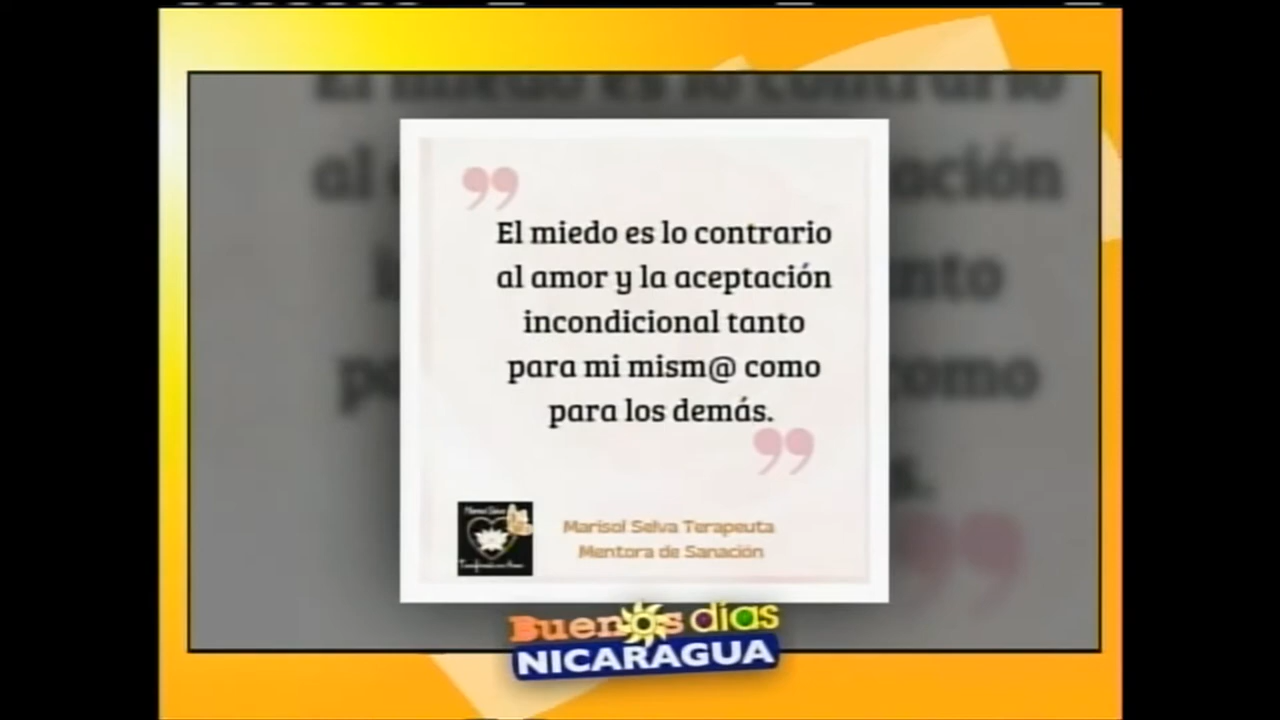 El miedo es lo contrario
al amor y la aceptación
incondicional tanto
para mi mism@ como
para los demás.
Marisol Selva Terapeuta
Mentora de Sanación
Buenos días
NICARAGUA